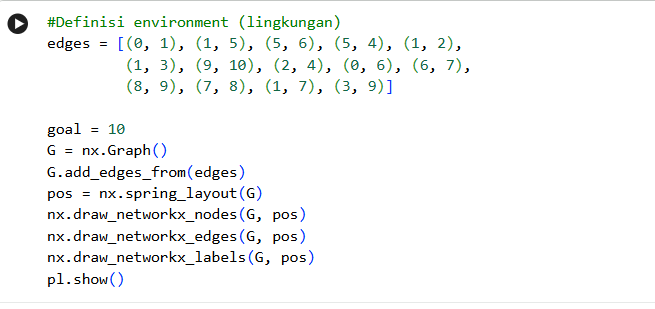 #Definisi environment (lingkungan)
edges = [(0, 1), (1, 5), (5, 6), (5, 4), (1, 2),
(1, 3), (9, 10), (2, 4), (0, 6), (6, 7),
(8, 9), (7, 8), (1, 7), (3, 9)]
goal = 10
G = nx.Graph()
G.add_edges_from(edges)
pos = nx.spring_layout(G)
nx.draw_networkx_nodes(G, pos)
nx.draw_networkx_edges(G, pos)
nx.draw_networkx_labels(G, pos)
pl.show()